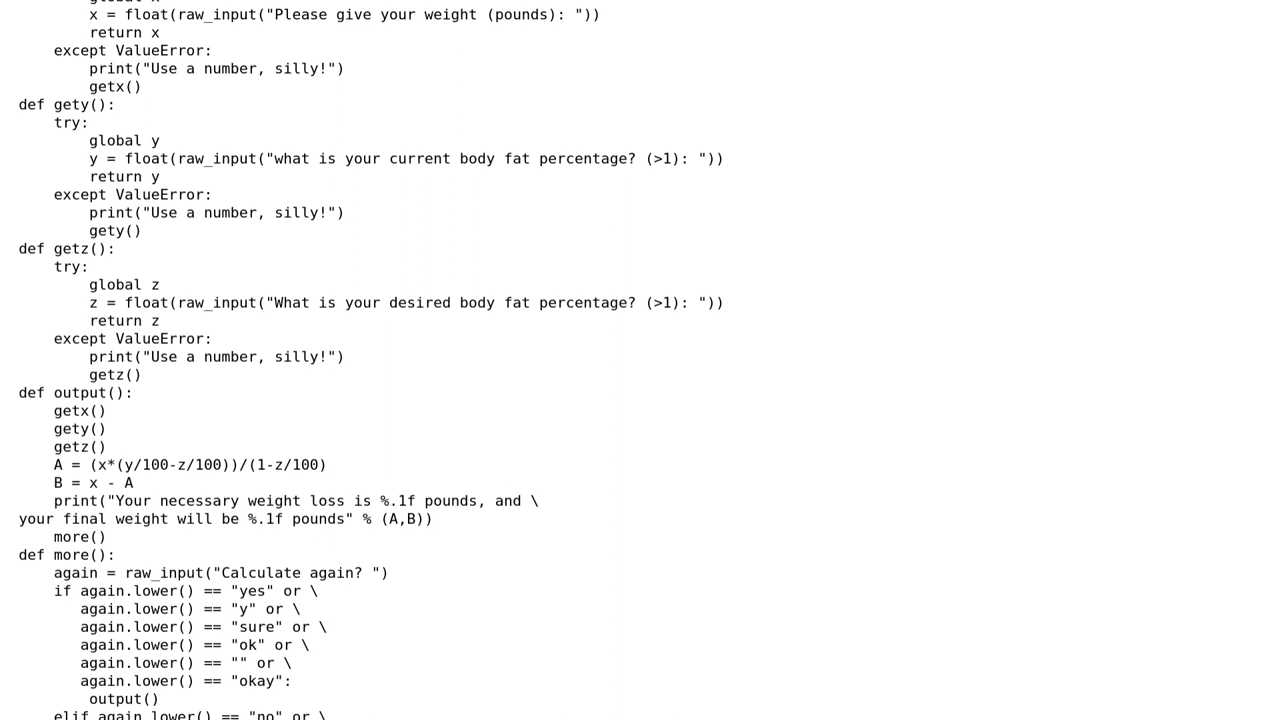 global x
        x = float(raw_input("Please give your weight (pounds): "))
        return x
    except ValueError:
        print("Use a number, silly!")
        getx()
def gety():
    try:
        global y
        y = float(raw_input("what is your current body fat percentage? (>1): "))
        return y
    except ValueError:
        print("Use a number, silly!")
        gety()
def getz():
    try:
        global z
        z = float(raw_input("What is your desired body fat percentage? (>1): "))
        return z
    except ValueError:
        print("Use a number, silly!")
        getz()
def output():
    getx()
    gety()
    getz()
    A = (x*(y/100-z/100))/(1-z/100)
    B = x - A
    print("Your necessary weight loss is %.1f pounds, and \
your final weight will be %.1f pounds" % (A,B))
    more()
def more():
    again = raw_input("Calculate again? ")
    if again.lower() == "yes" or \
       again.lower() == "y" or \
       again.lower() == "sure" or \
       again.lower() == "ok" or \
       again.lower() == "" or \
       again.lower() == "okay":
        output()
    elif again.lower() == "no" or \